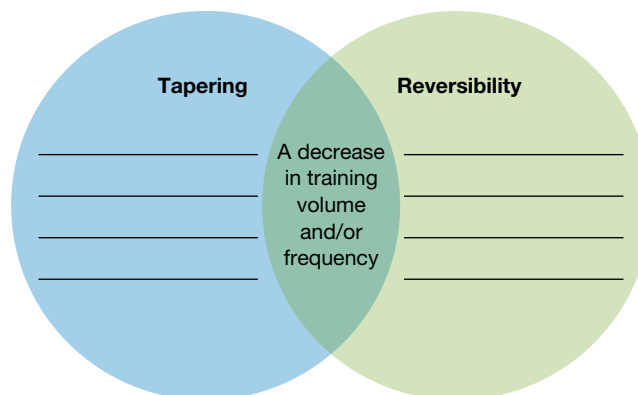 Tapering
Reversibility
A decrease
in training
volume
and/or
frequency